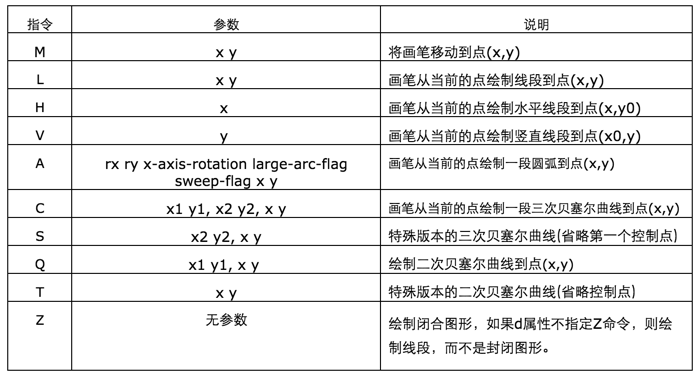 指令 参数 说明
M x y 将画笔移动到点(x,y)
L x y 画笔从当前的点绘制线段到点(x,y)
H x 画笔从当前的点绘制水平线段到点(x,y0)
V y 画笔从当前的点绘制竖直线段到点(x0,y)
A rx ry x-axis-rotation large-arc-flag 画笔从当前的点绘制一段圆弧到点(x,y)
sweep-flag x y
C x1 y1, x2 y2, x y 画笔从当前的点绘制一段三次贝塞尔曲线到点(x,y)
S x2 y2, x y 特殊版本的三次贝塞尔曲线(省略第一个控制点)
Q x1 y1, x y 绘制二次贝塞尔曲线到点(x,y)
T x y 特殊版本的二次贝塞尔曲线(省略控制点)
Z 无参数 绘制闭合图形，如果d属性不指定Z命令，则绘
制线段，而不是封闭图形。